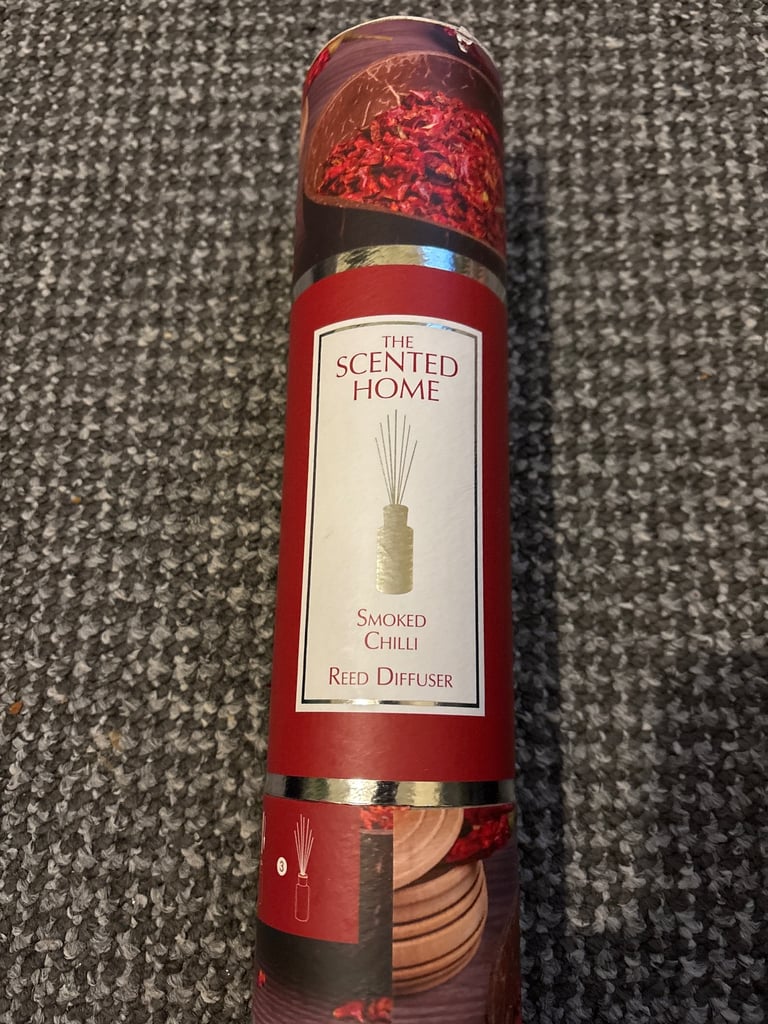 THE
SCENTED
HOME
SMOKED
CHILLI
REED DIFFUSER
3